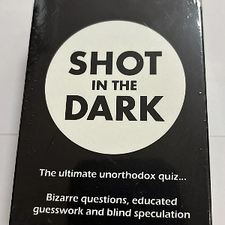 SHOT
IN THE
DARK
The ultimate unorthodox quiz...
Bizarre questions, educated
guesswork and blind speculation